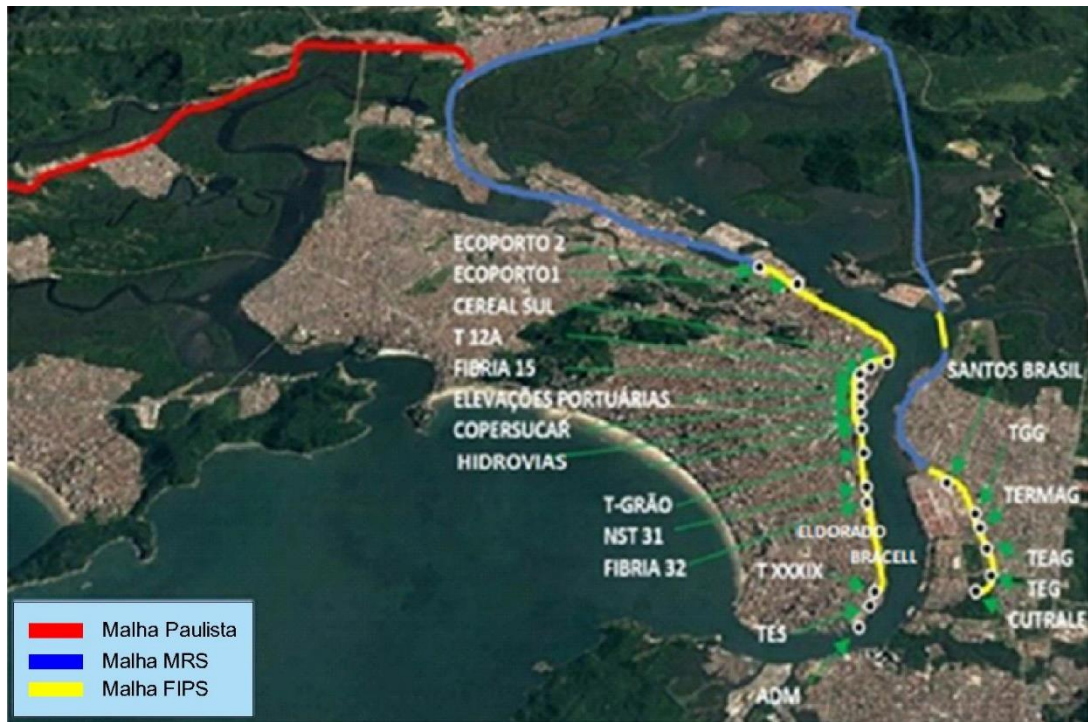 ECOPORTO 2
ECOPORTO1
CEREAL SUL
T 12A
FIBRIA 15
ELEVAÇÕES PORTUÁRIAS
COPERSUCAR
HIDROVIAS
T-GRÃO
NST 31
FIBRIA 32
ELDORADO
BRACELL
T XXXIX
TES
ADM
SANTOS BRASIL
TGG
TERMAG
TEAG
TEG
CUTRALE
Malha Paulista
Malha MRS
Malha FIPS